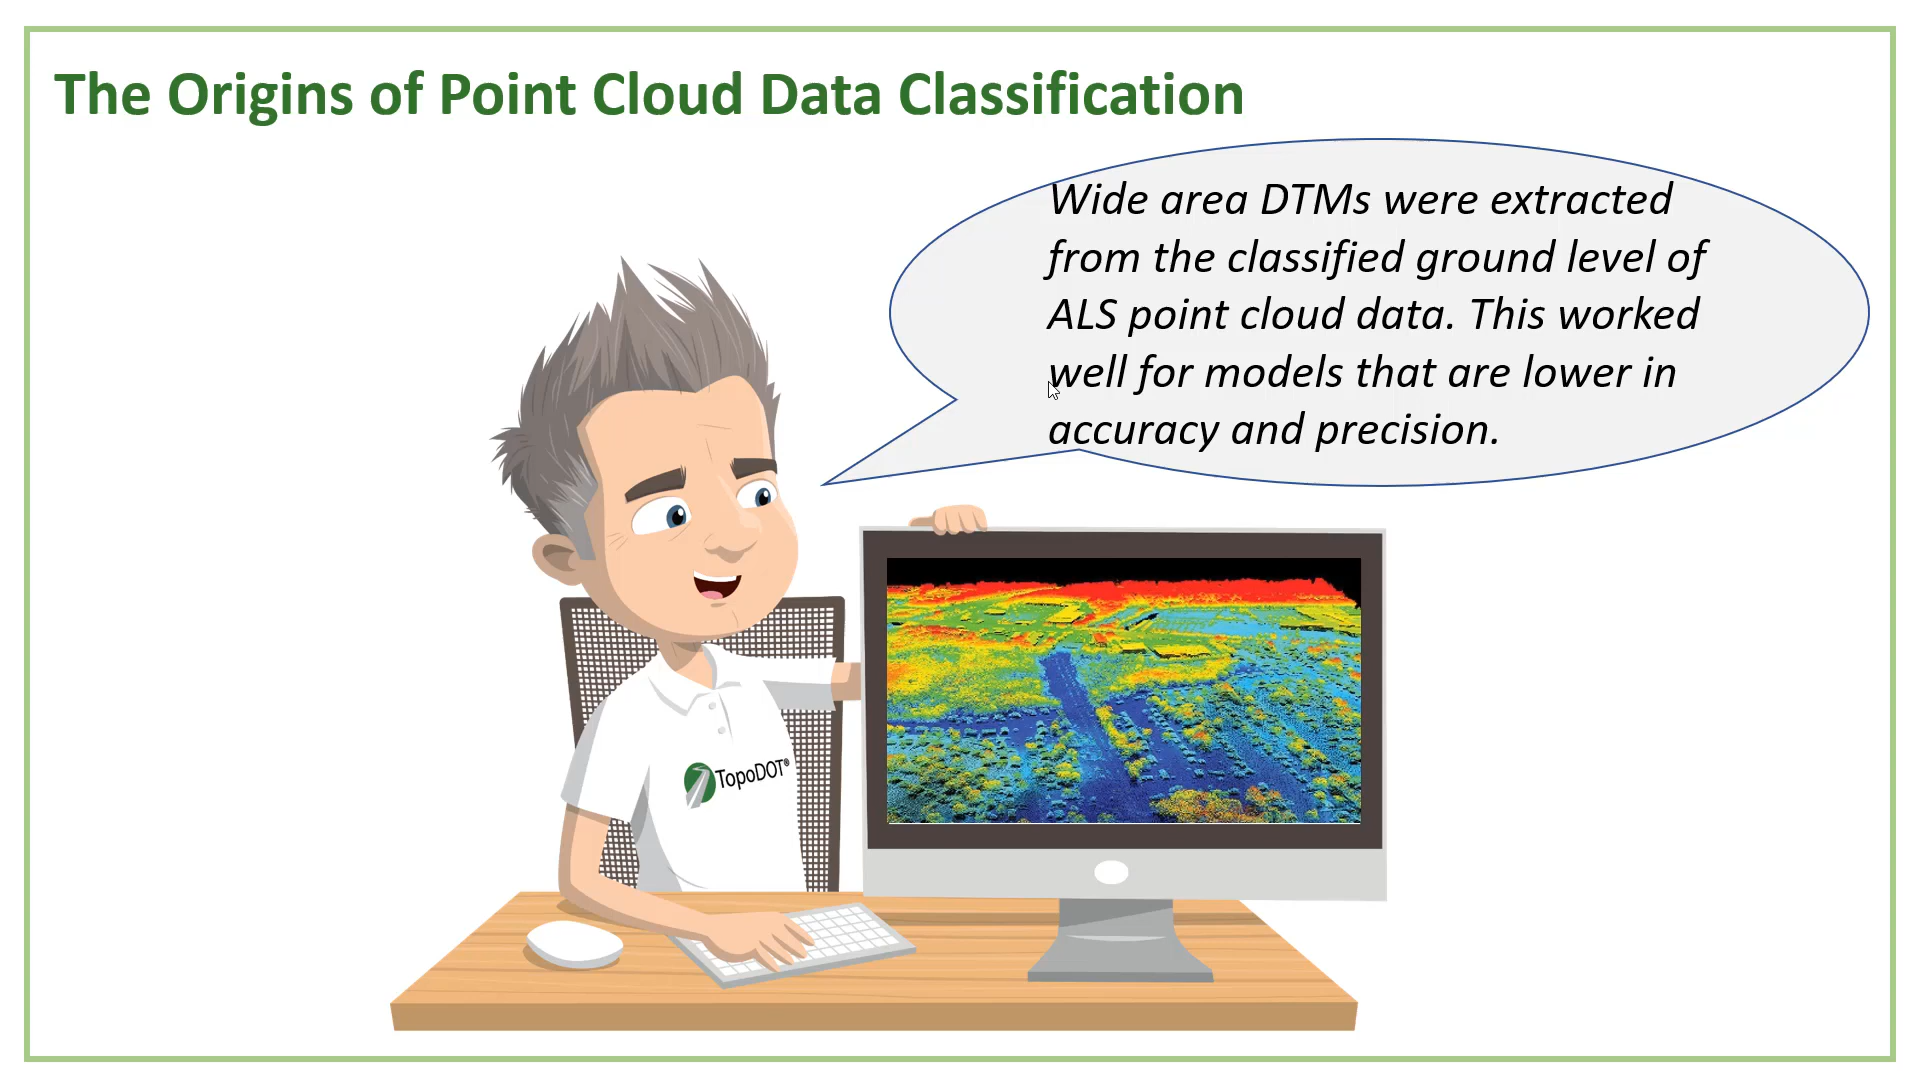 The Origins of Point Cloud Data Classification
Wide area DTMs were extracted
from the classified ground level of
ALS point cloud data. This worked
well for models that are lower in
accuracy and precision.
TopoDOT®